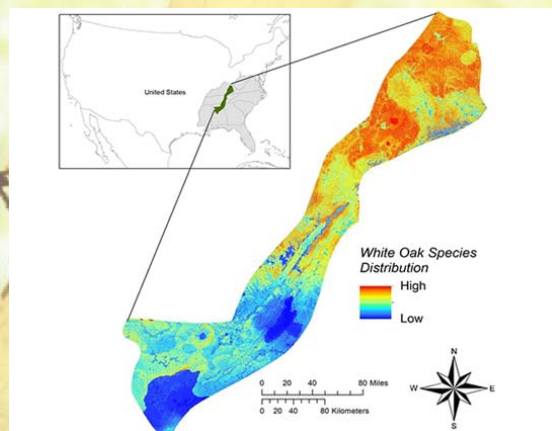 United States
White Oak Species
Distribution
High
Low
0 20 40 80 Miles
0 20 40 80 Kilometers
N
W E
S